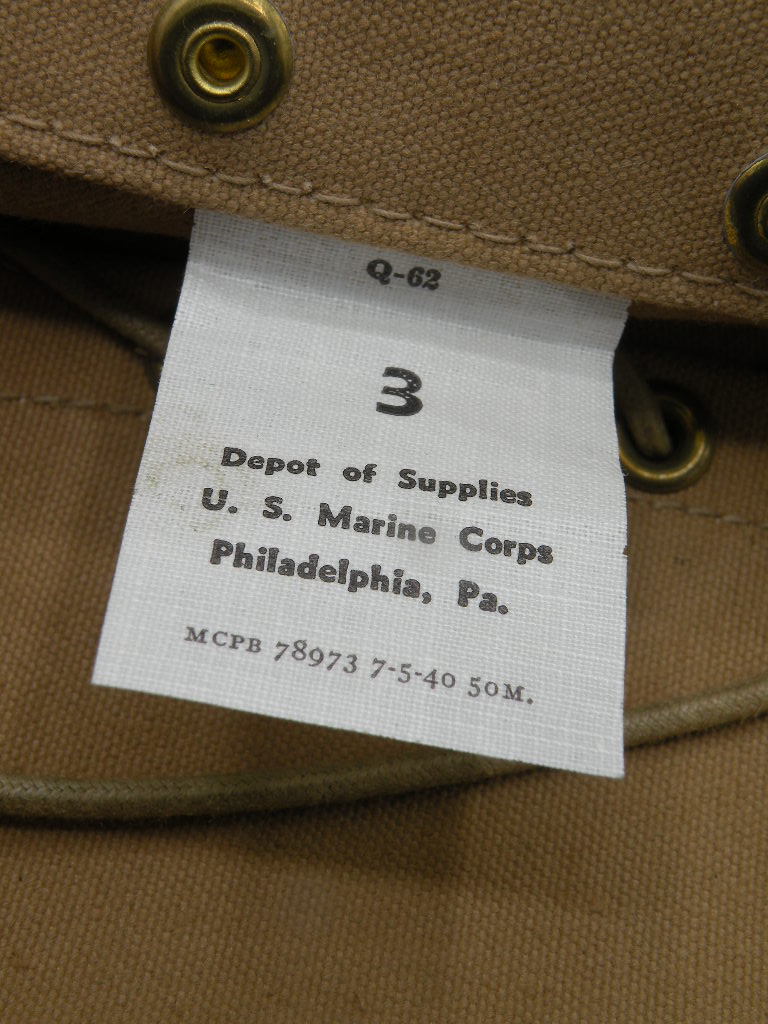 Q-62
3
Depot of Supplies
U. S. Marine Corps
Philadelphia, Pa.
MCPB 78973 7-5-40 50M.